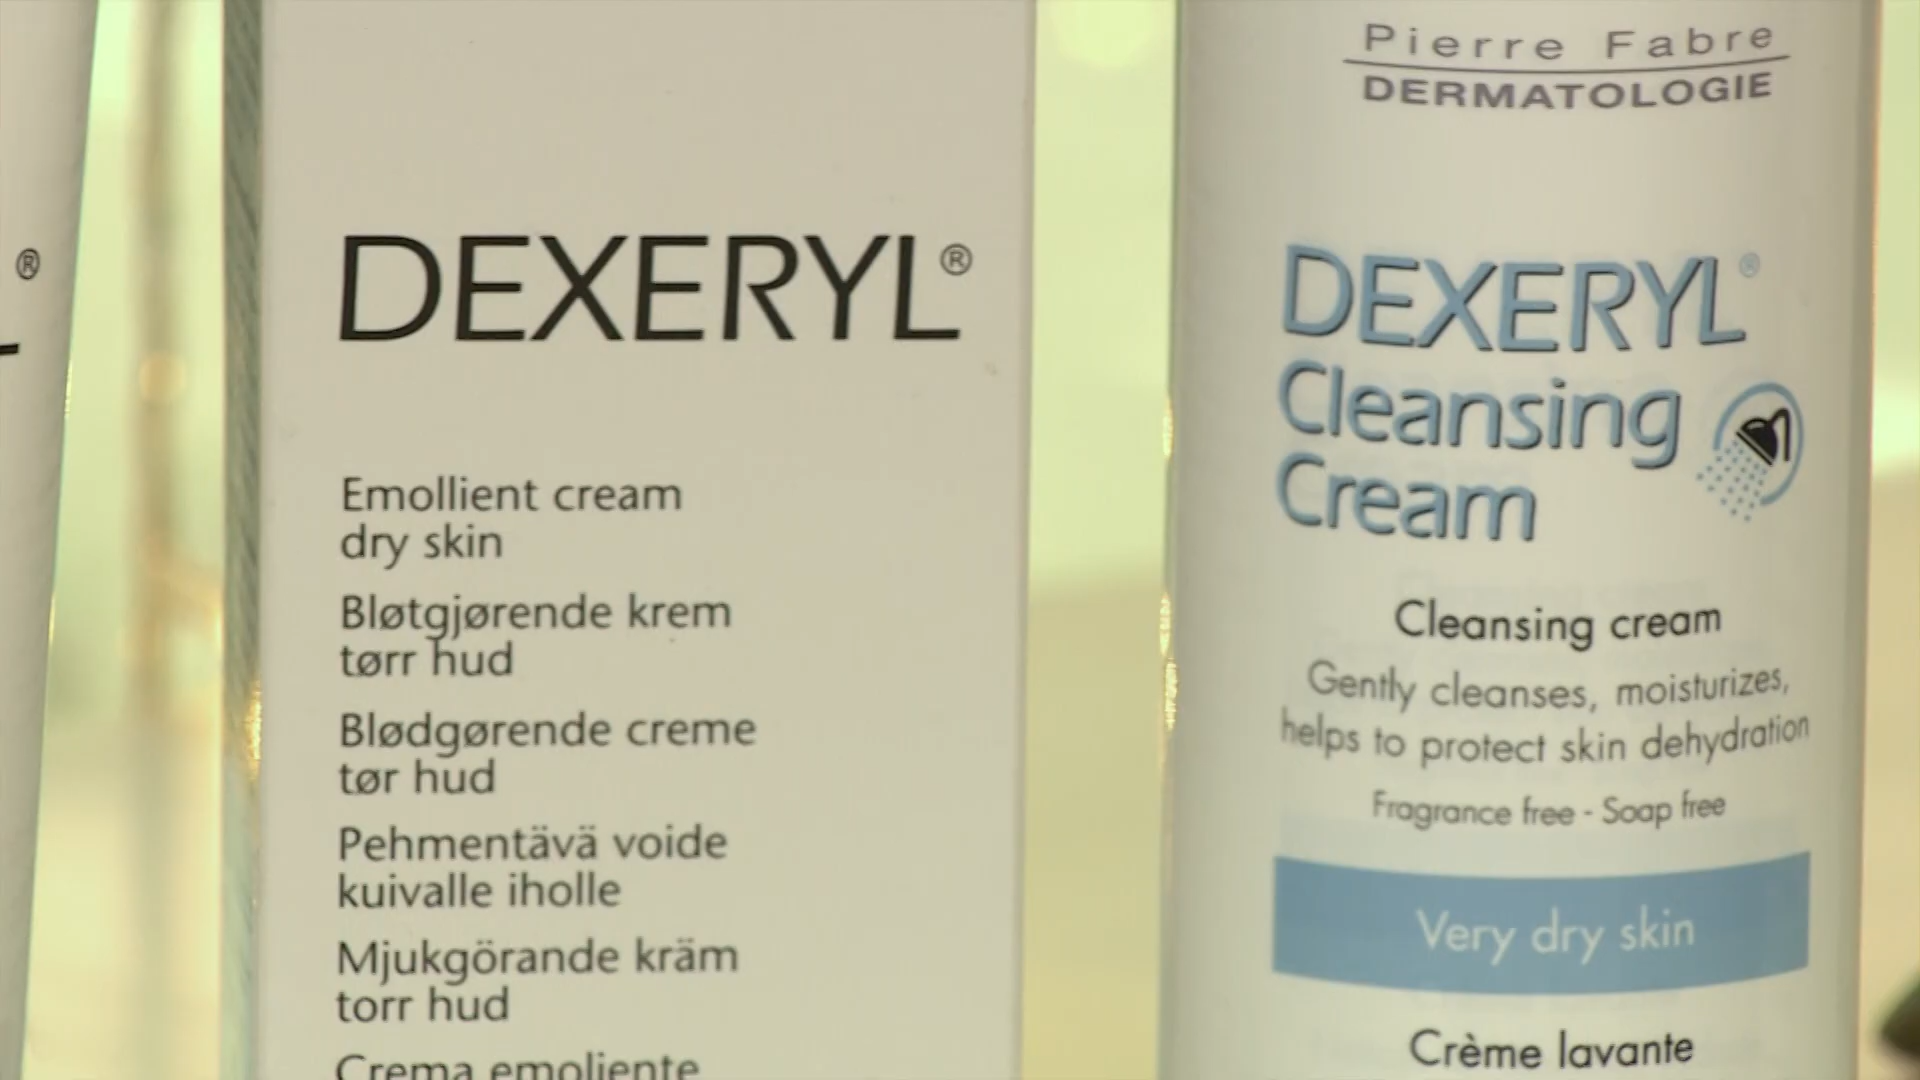 ®
DEXERYL®
Emollient cream
dry skin
Bløtgjørende krem
tørr hud
Blødgørende creme
tør hud
Pehmentävä voide
kuivalle iholle
Mjukgörande kräm
torr hud
Crema emoliente
Pierre Fabre
DERMATOLOGIE
DEXERYL®
Cleansing
Cream
Cleansing cream
Gently cleanses, moisturizes,
helps to protect skin dehydration
Fragrance free - Soap free
Very dry skin
Crème lavante